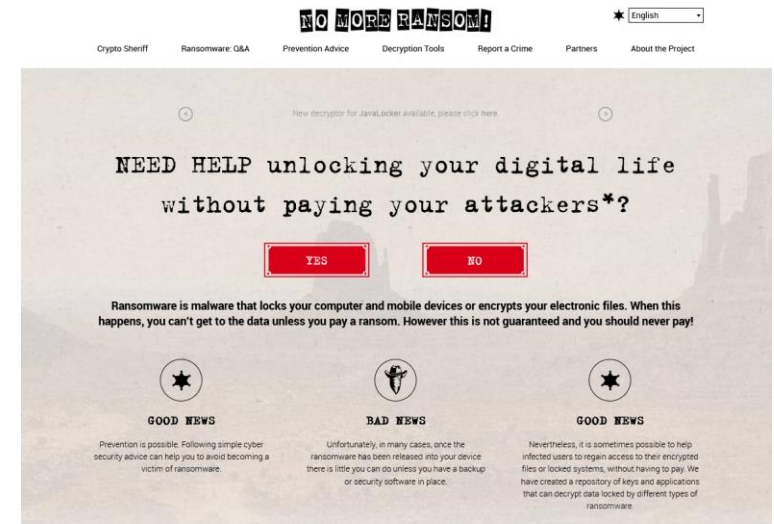 NO MORE RANSOM!
English
Crypto Sheriff Ransomware: Q&A Prevention Advice Decryption Tools Report a Crime Partners About the Project
New decryptor for JavaLocker available, please click here.
NEED HELP unlocking your digital life
without paying your attackers*?
YES NO
Ransomware is malware that locks your computer and mobile devices or encrypts your electronic files. When this
happens, you can't get to the data unless you pay a ransom. However this is not guaranteed and you should never pay!
GOOD NEWS
Prevention is possible. Following simple cyber
security advice can help you to avoid becoming a
victim of ransomware.
BAD NEWS
Unfortunately, in many cases, once the
ransomware has been released into your device
there is little you can do unless you have a backup
or security software in place.
GOOD NEWS
Nevertheless, it is sometimes possible to help
infected users to regain access to their encrypted
files or locked systems, without having to pay. We
have created a repository of keys and applications
that can decrypt data locked by different types of
ransomware.